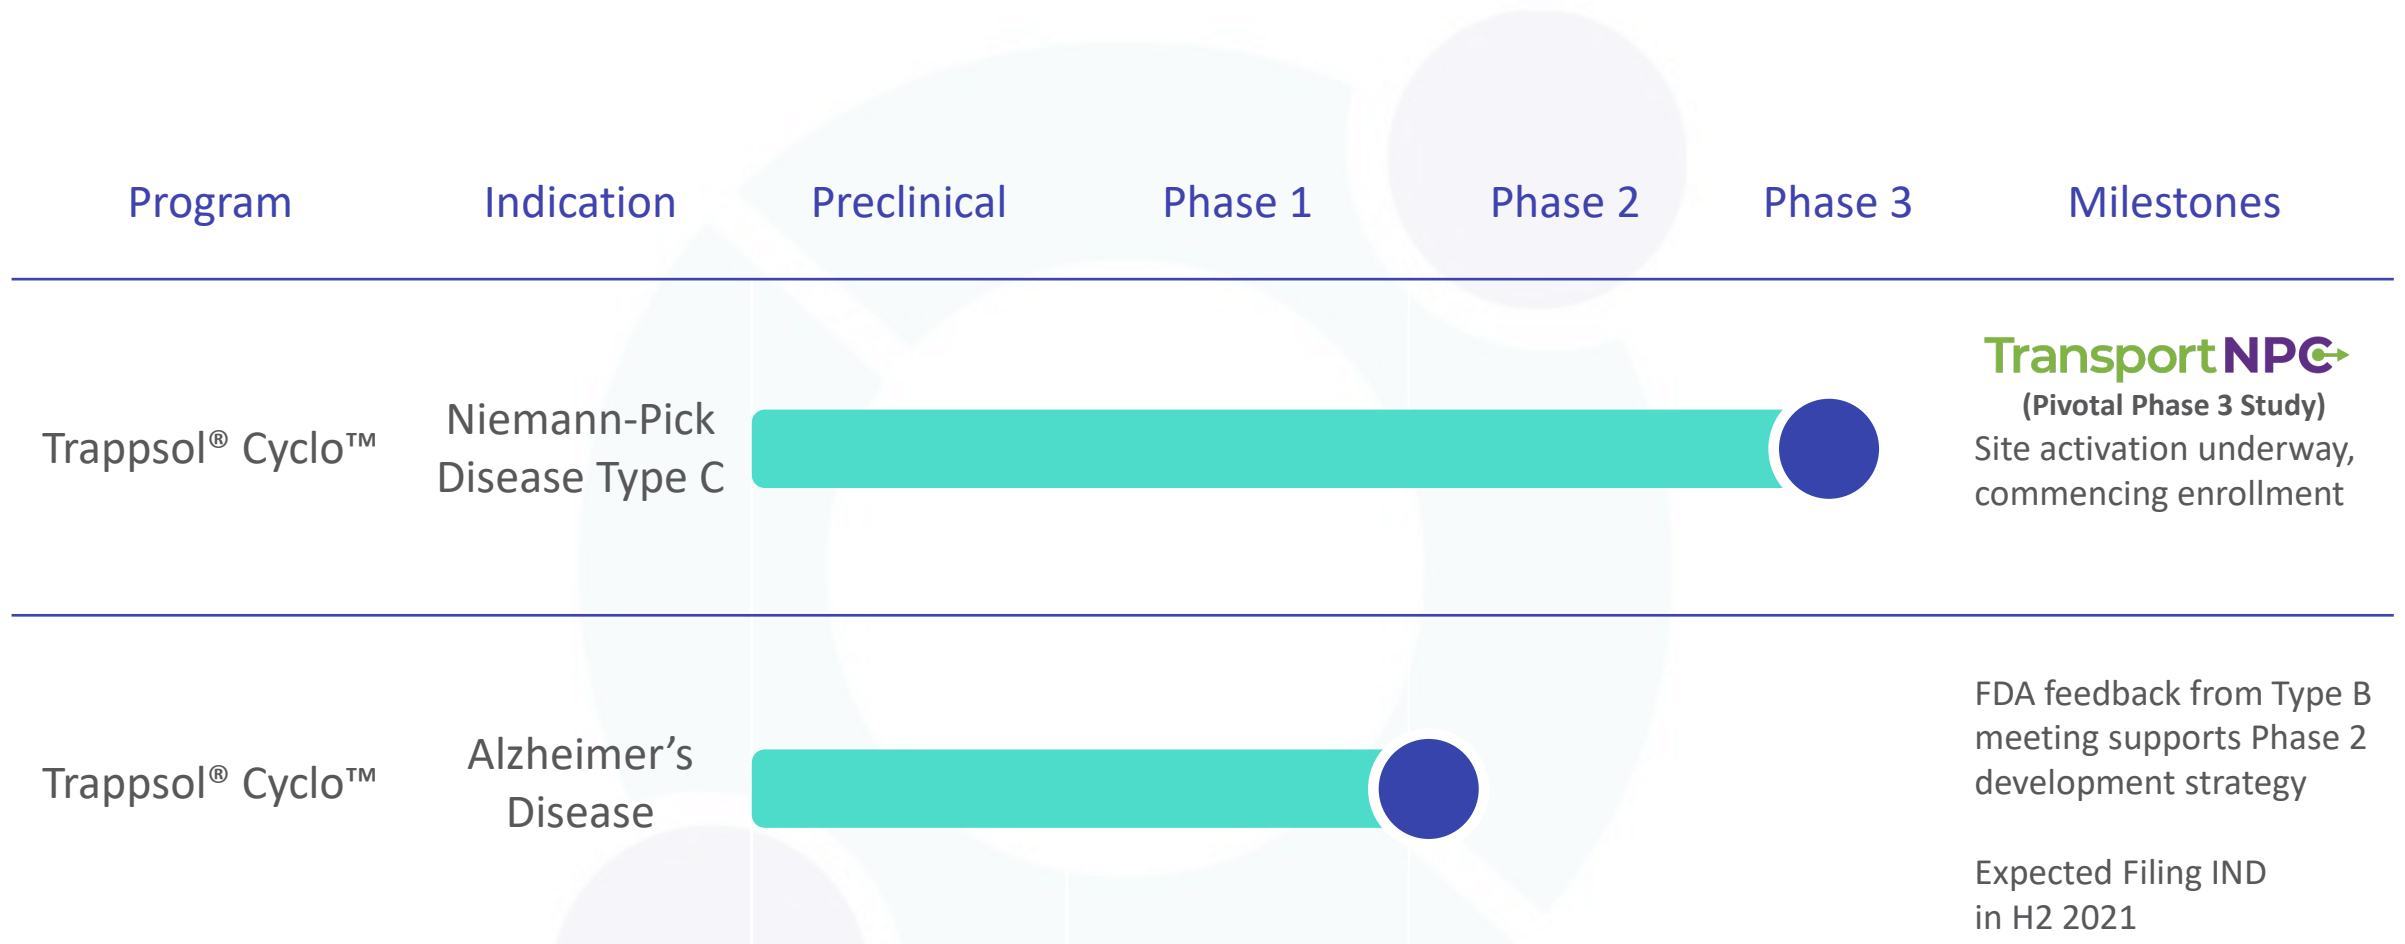 Program Indication Preclinical Phase 1 Phase 2 Phase 3 Milestones
Trappsol® Cyclo™
Niemann-Pick
Disease Type C
TransportNPC
(Pivotal Phase 3 Study)
Site activation underway,
commencing enrollment
Trappsol® Cyclo™
Alzheimer’s
Disease
FDA feedback from Type B
meeting supports Phase 2
development strategy
Expected Filing IND
in H2 2021